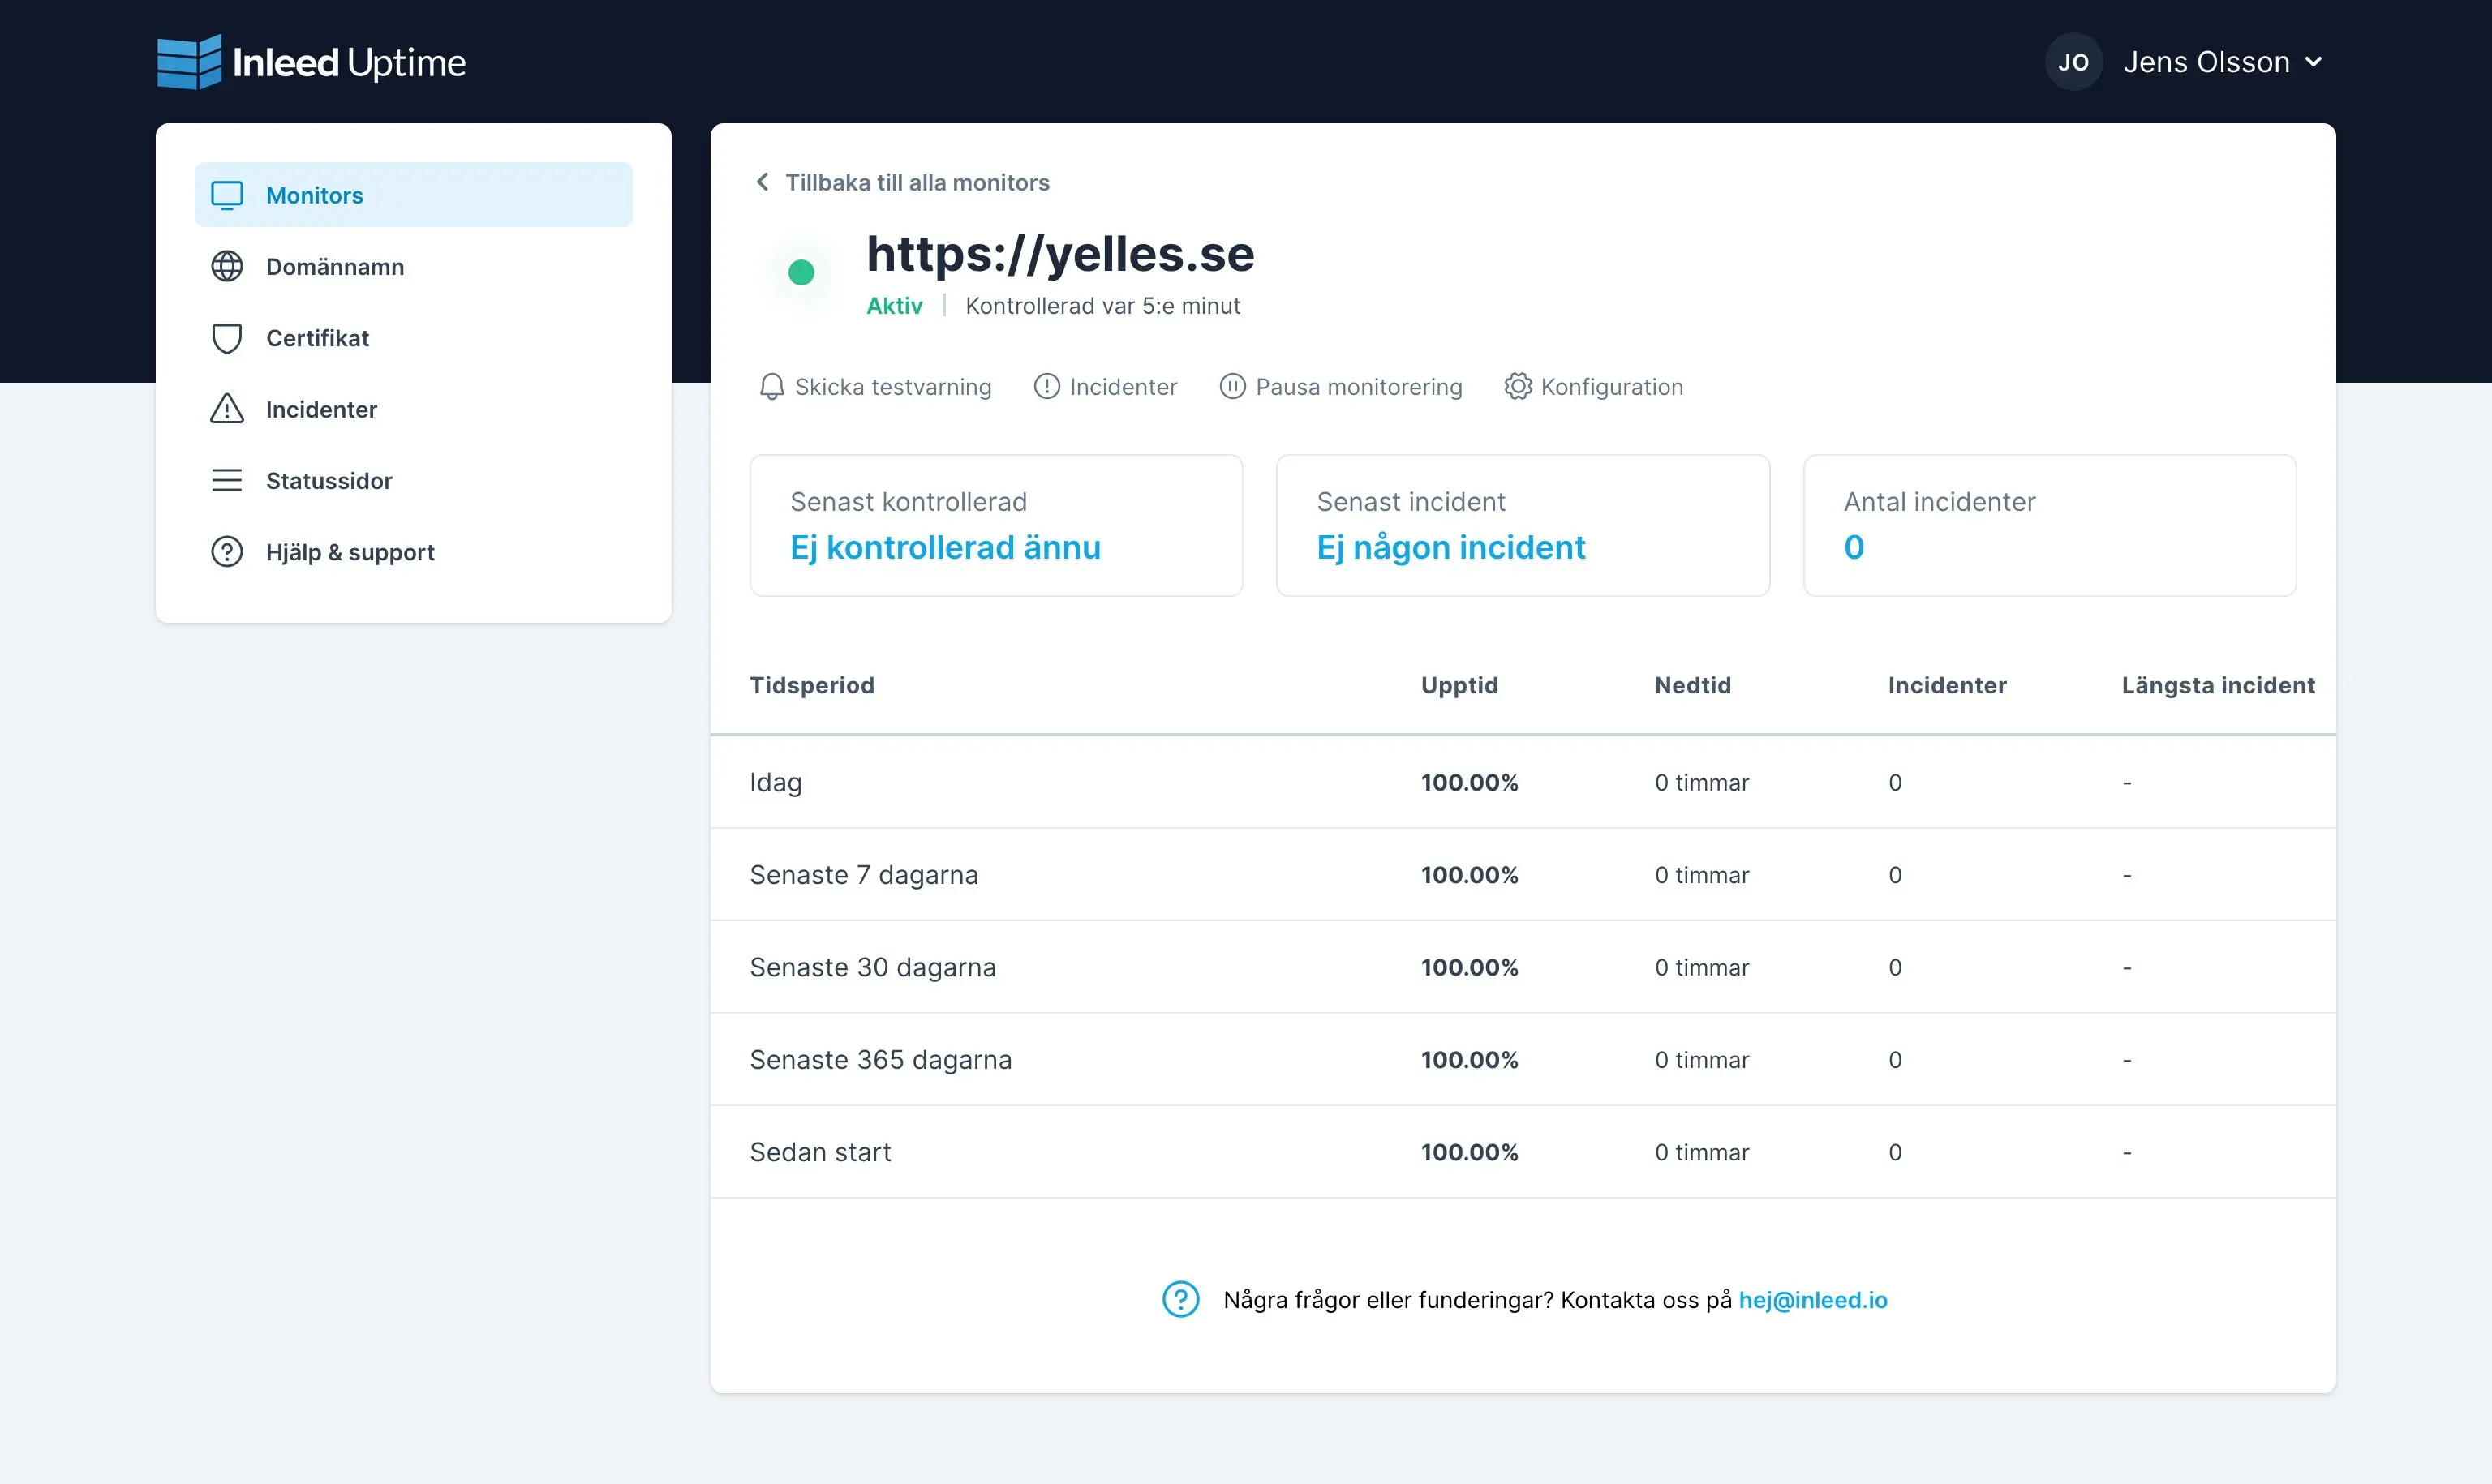 Inleed Uptime
JO Jens Olsson
Monitors
Domännamn
Certifikat
Incidenter
Statussidor
Hjälp & support
Tillbaka till alla monitors
https://yelles.se
Aktiv | Kontrollerad var 5:e minut
Skicka testvarning Incidenter Pausa monitorering Konfiguration
Senast kontrollerad
Ej kontrollerad ännu
Senast incident
Ej någon incident
Antal incidenter
0
Tidsperiod Upptid Nedtid Incidenter Längsta incident
Idag 100.00% 0 timmar 0 -
Senaste 7 dagarna 100.00% 0 timmar 0 -
Senaste 30 dagarna 100.00% 0 timmar 0 -
Senaste 365 dagarna 100.00% 0 timmar 0 -
Sedan start 100.00% 0 timmar 0 -
Några frågor eller funderingar? Kontakta oss på hej@inleed.io